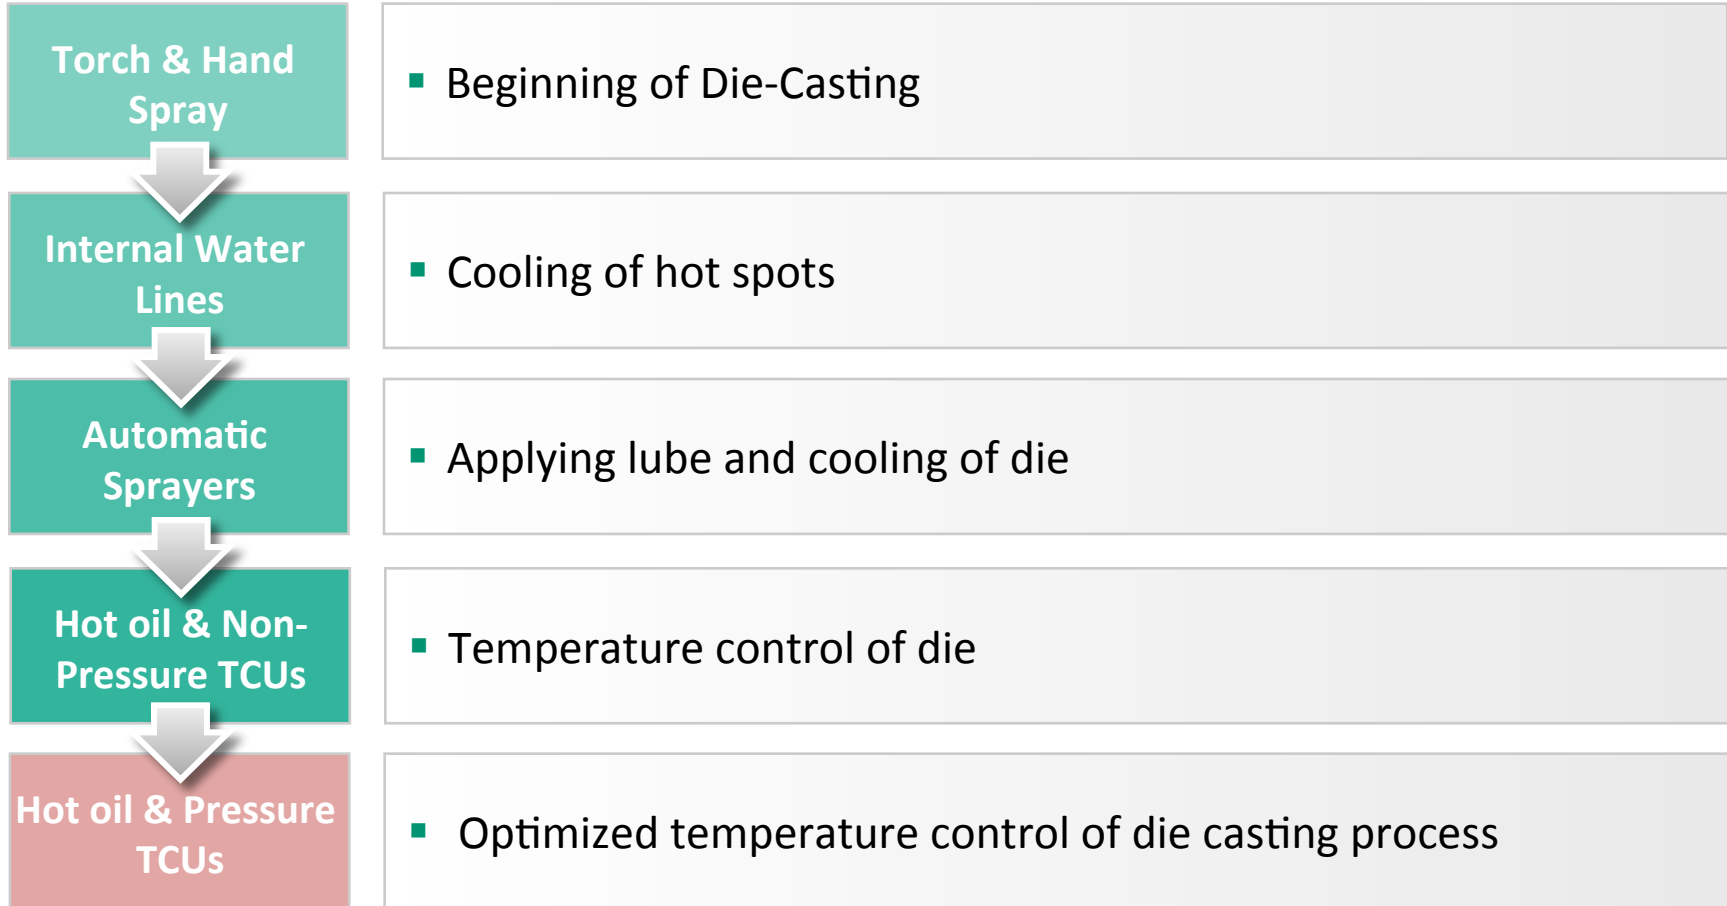 Torch & Hand
Spray
▪ Beginning of Die-Casting
Internal Water
Lines
▪ Cooling of hot spots
Automatic
Sprayers
▪ Applying lube and cooling of die
Hot oil & Non-
Pressure TCUs
▪ Temperature control of die
Hot oil & Pressure
TCUs
▪ Optimized temperature control of die casting process